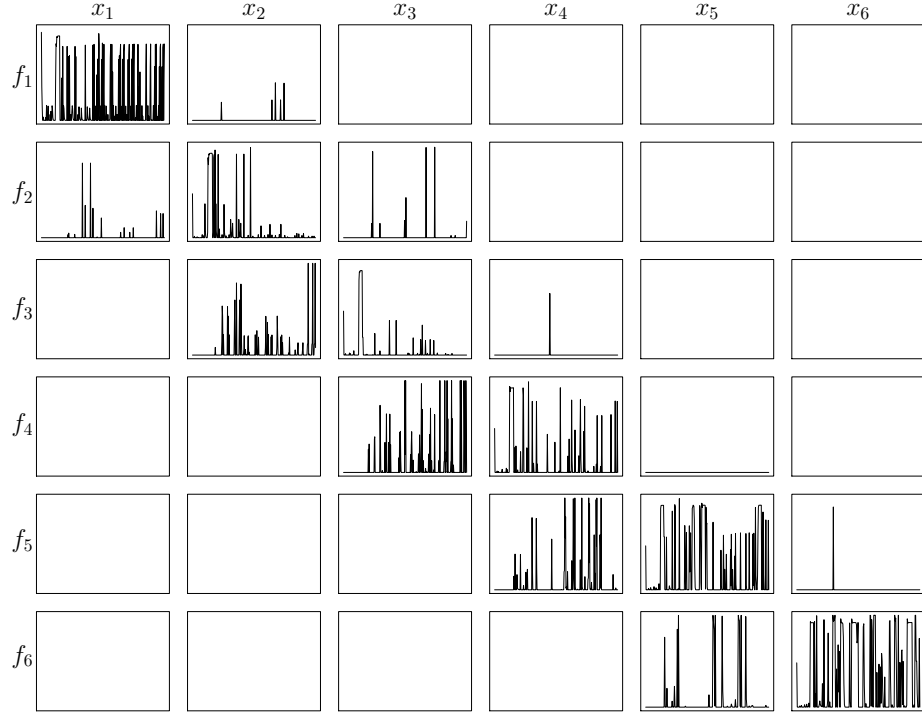 x₁ x₂ x₃ x₄ x₅ x₆
f₁
f₂
f₃
f₄
f₅
f₆